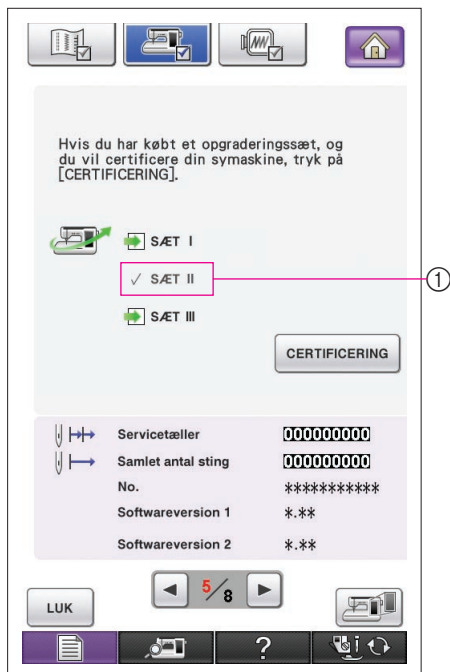 Hvis du har købt et opgraderingssæt, og
du vil certificere din symaskine, tryk på
[CERTIFICERING].
SÆT I
✓ SÆT II
①
SÆT III
CERTIFICERING
Servicetæller 000000000
Samlet antal sting 000000000
No. ***********
Softwareversion 1 *.**
Softwareversion 2 *.**
LUK
5/8
?